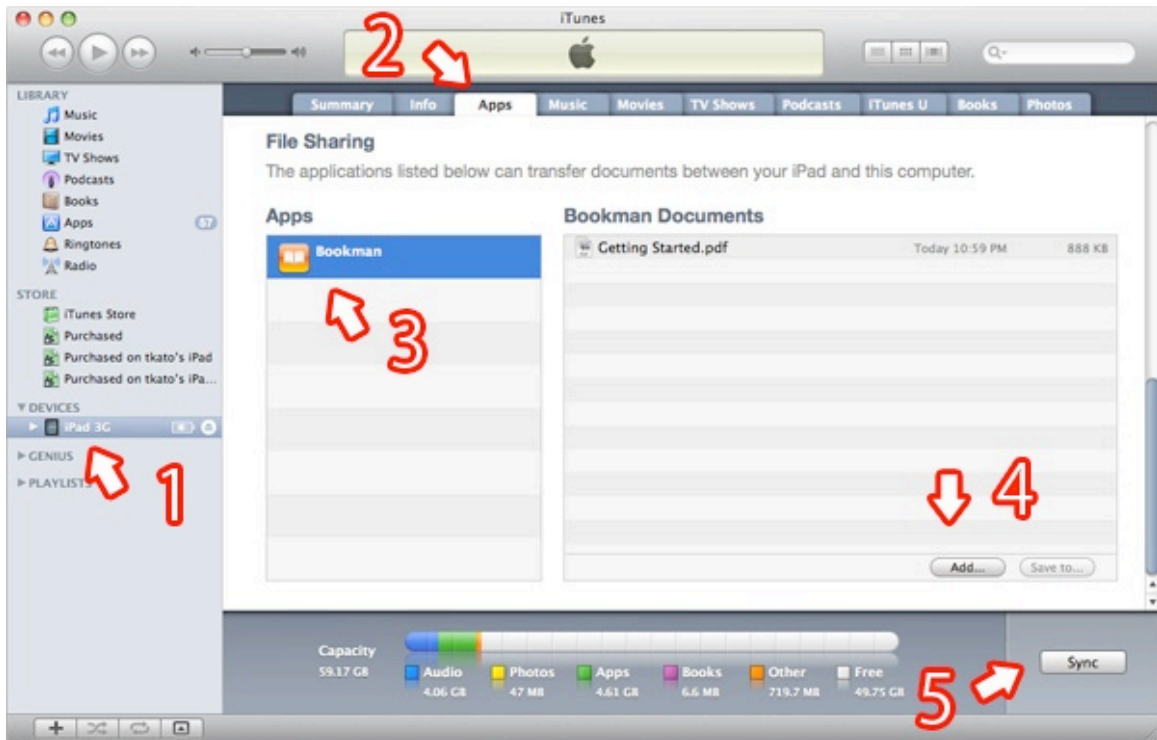 iTunes
2
LIBRARY
Music
Movies
TV Shows
Podcasts
Books
Apps 57
Ringtones
Radio
STORE
iTunes Store
Purchased
Purchased on tkato's iPad
Purchased on tkato's iPa...
DEVICES
iPad 3G
GENIUS
PLAYLISTS
1
Summary Info Apps Music Movies TV Shows Podcasts iTunes U Books Photos
File Sharing
The applications listed below can transfer documents between your iPad and this computer.
Apps
Bookman
3
Bookman Documents
Getting Started.pdf Today 10:59 PM 888 KB
4
Add... Save to...
Capacity
59.17 GB
Audio Photos Apps Books Other Free
4.06 GB 47 MB 4.61 GB 6.6 MB 719.7 MB 49.75 GB
5
Sync